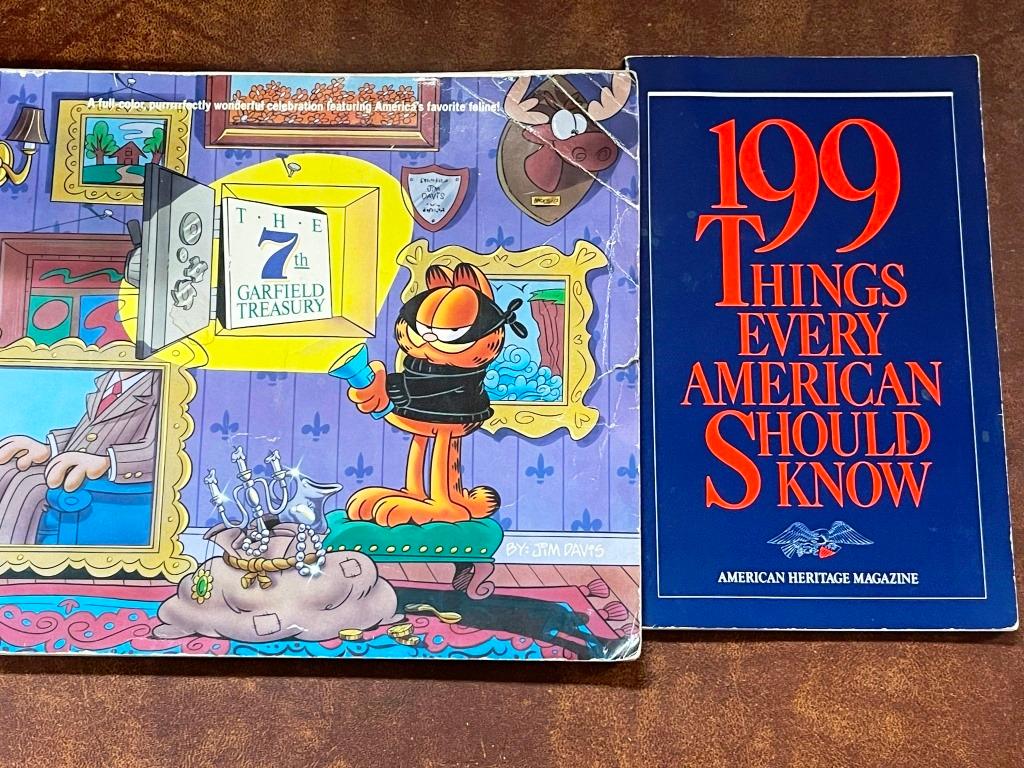 A full-color, purrrrrfectly wonderful celebration featuring America's favorite feline!
THE
7th
GARFIELD
TREASURY
JIM
DAVIS
BY: JIM DAVIS
199
THINGS
EVERY
AMERICAN
SHOULD
KNOW
AMERICAN HERITAGE MAGAZINE